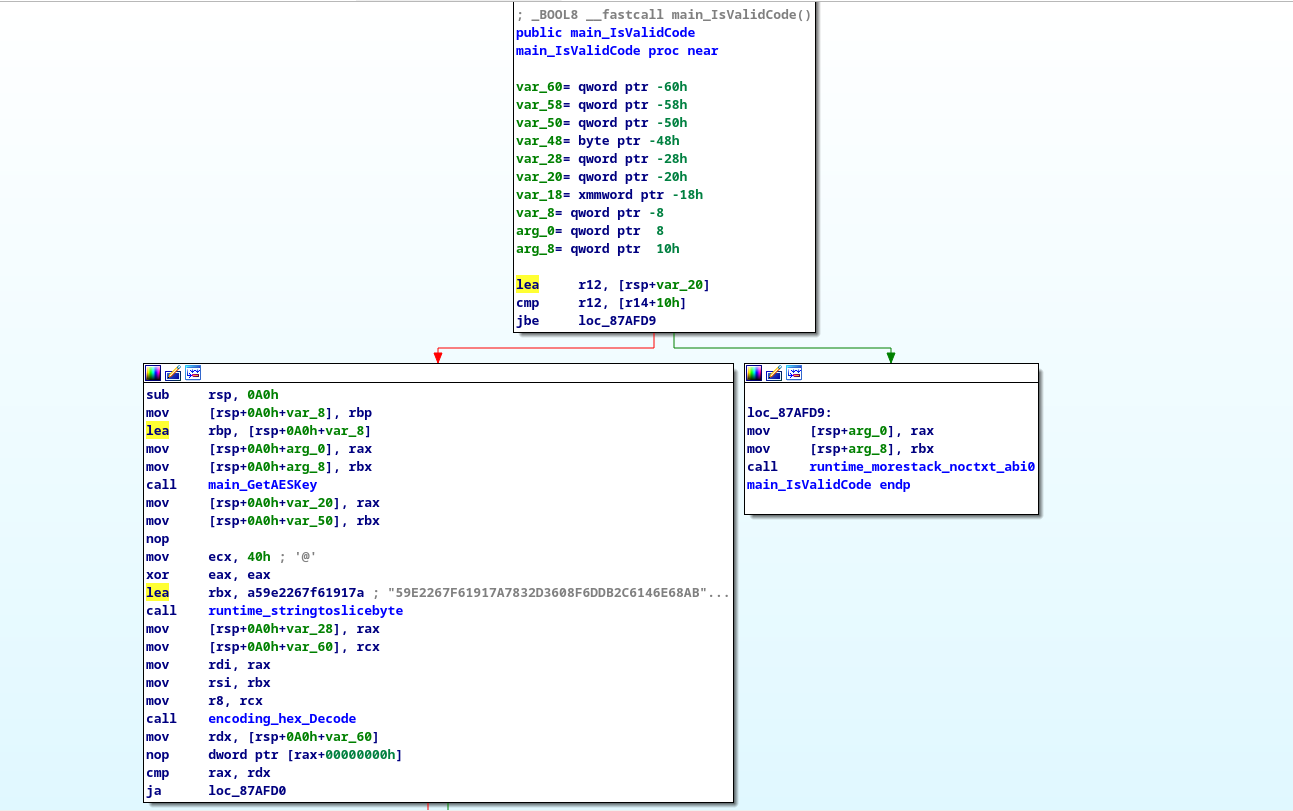 ; _BOOL8 __fastcall main_IsValidCode()
public main_IsValidCode
main_IsValidCode proc near
var_60= qword ptr -60h
var_58= qword ptr -58h
var_50= qword ptr -50h
var_48= byte ptr -48h
var_28= qword ptr -28h
var_20= qword ptr -20h
var_18= xmmword ptr -18h
var_8= qword ptr -8
arg_0= qword ptr  8
arg_8= qword ptr  10h
lea     r12, [rsp+var_20]
cmp     r12, [r14+10h]
jbe     loc_87AFD9
sub     rsp, 0A0h
mov     [rsp+0A0h+var_8], rbp
lea     rbp, [rsp+0A0h+var_8]
mov     [rsp+0A0h+arg_0], rax
mov     [rsp+0A0h+arg_8], rbx
call    main_GetAESKey
mov     [rsp+0A0h+var_20], rax
mov     [rsp+0A0h+var_50], rbx
nop
mov     ecx, 40h ; '@'
xor     eax, eax
lea     rbx, a59e2267f61917a ; "59E2267F61917A7832D3608F6DDB2C6146E68AB"...
call    runtime_stringtoslicebyte
mov     [rsp+0A0h+var_28], rax
mov     [rsp+0A0h+var_60], rcx
mov     rdi, rax
mov     rsi, rbx
mov     r8, rcx
call    encoding_hex_Decode
mov     rdx, [rsp+0A0h+var_60]
nop     dword ptr [rax+00000000h]
cmp     rax, rdx
ja      loc_87AFD0
loc_87AFD9:
mov     [rsp+arg_0], rax
mov     [rsp+arg_8], rbx
call    runtime_morestack_noctxt_abi0
main_IsValidCode endp